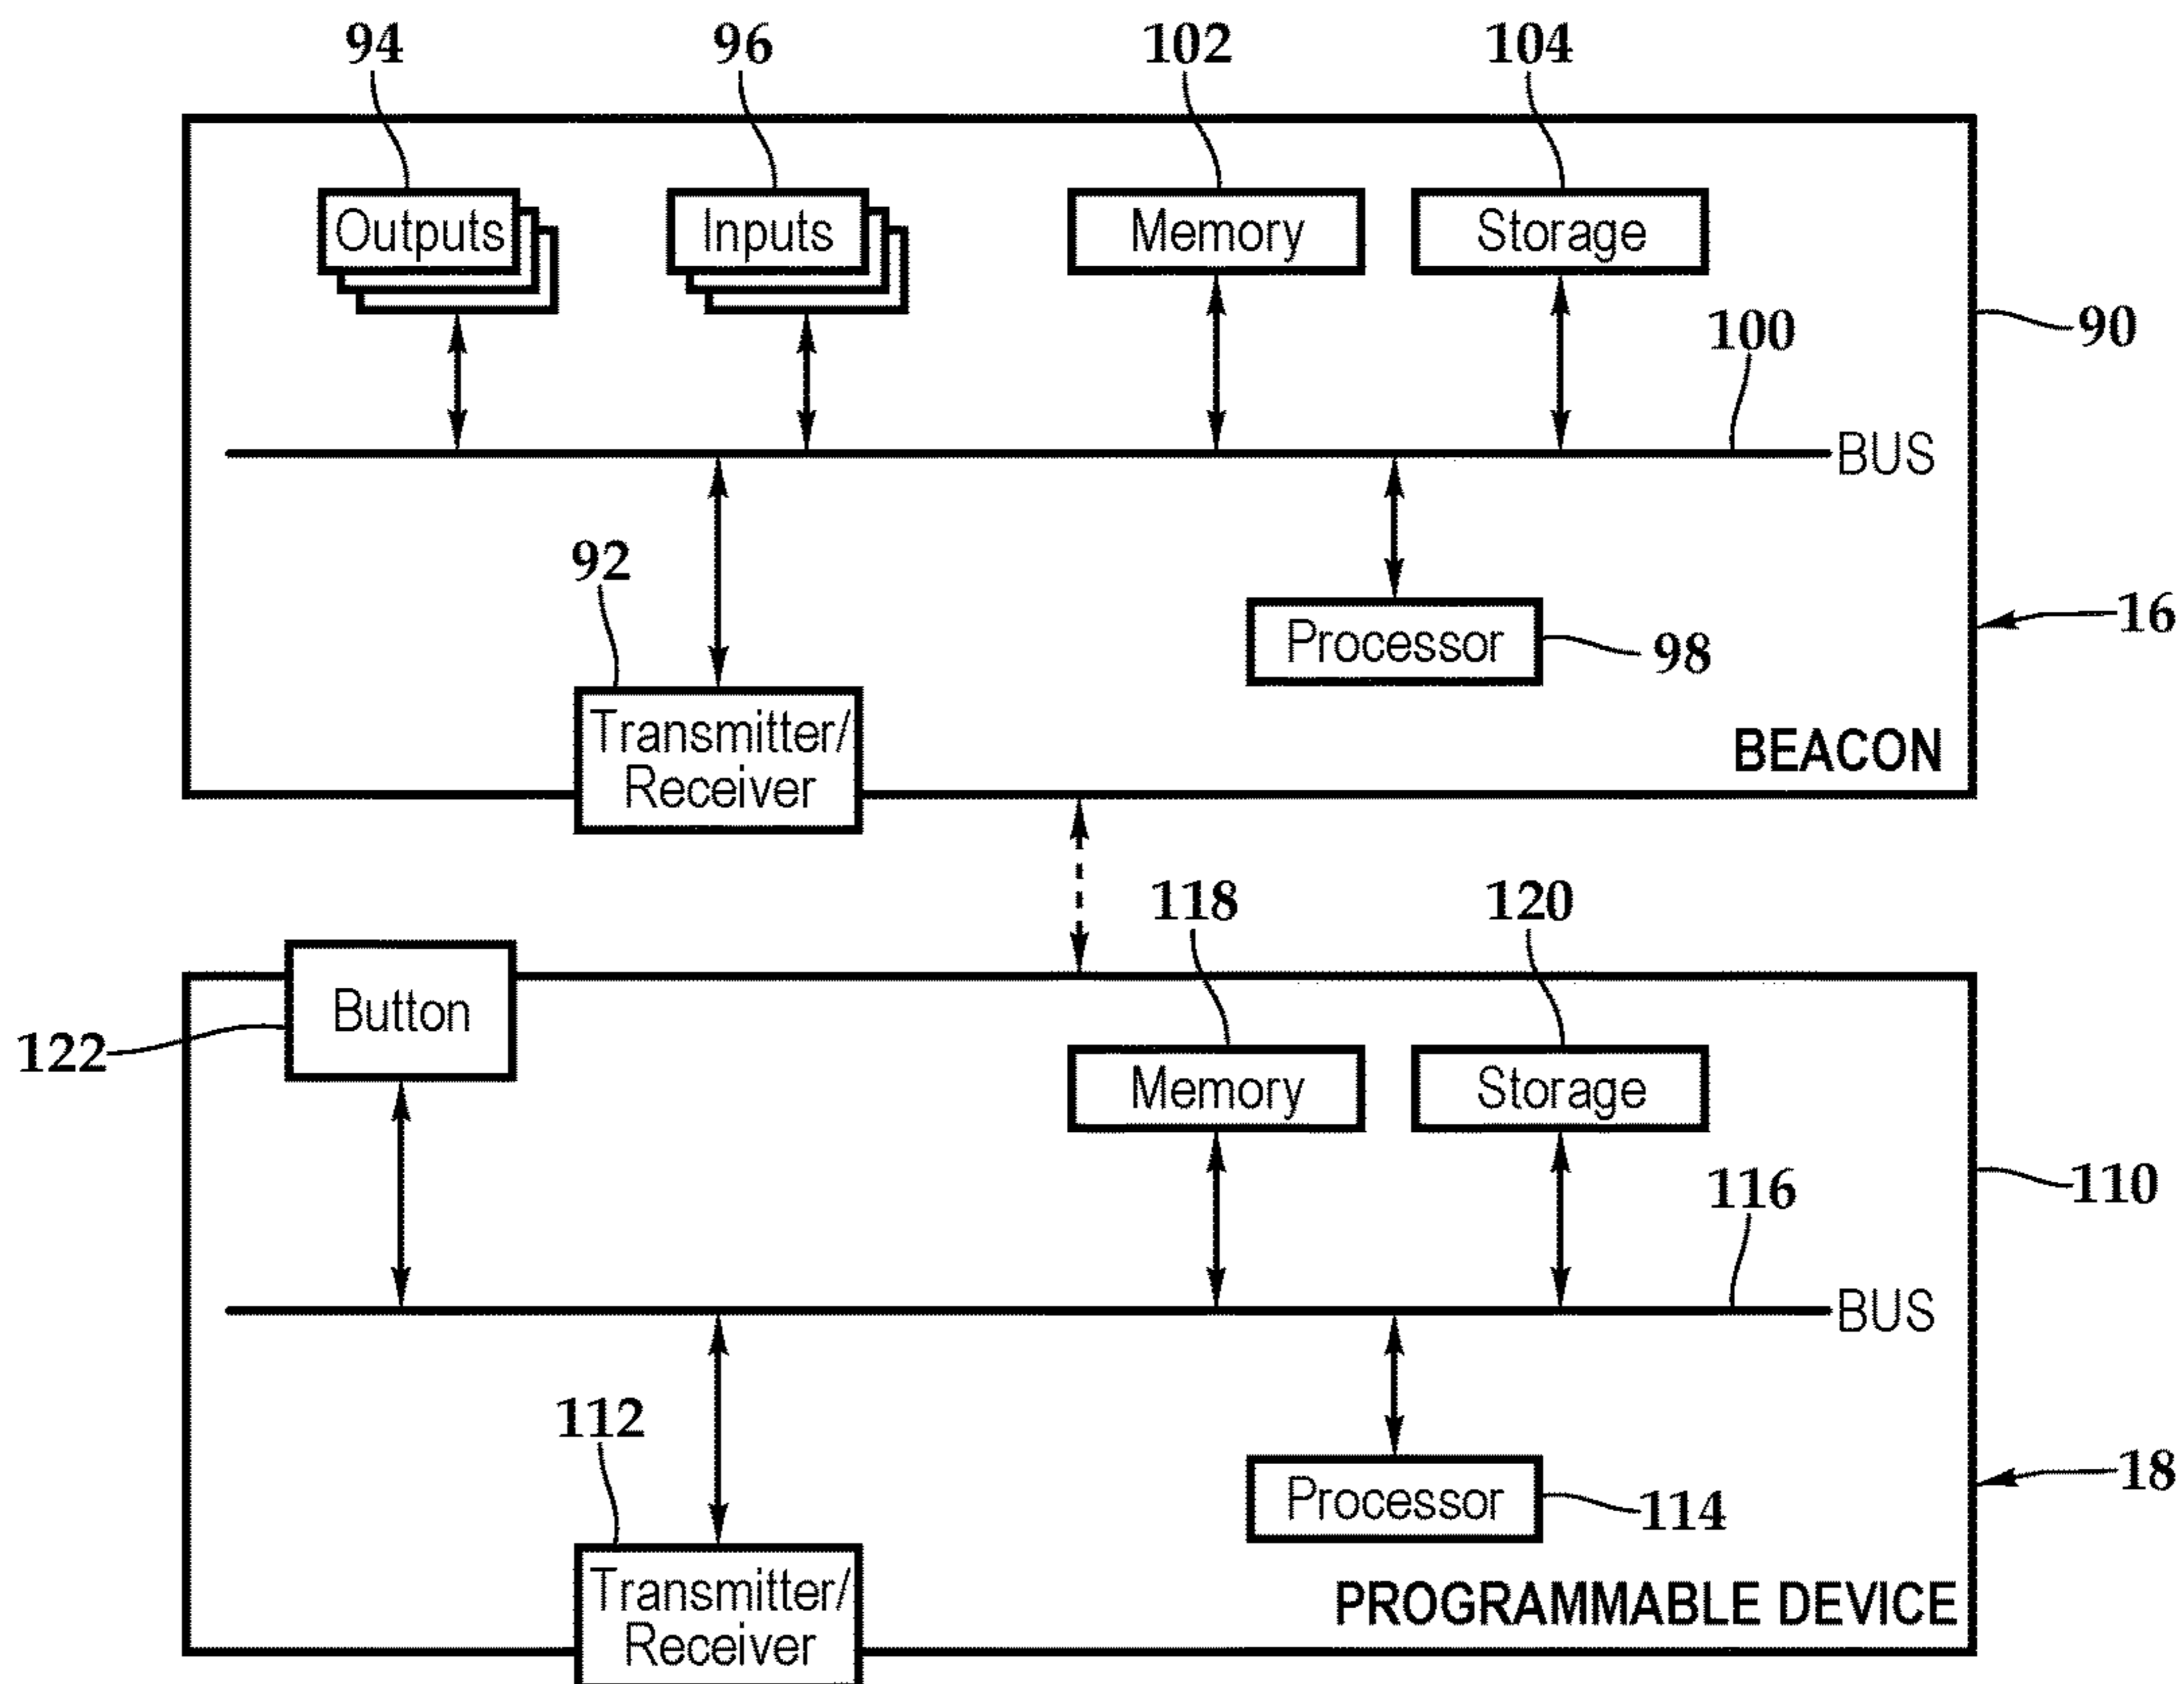 94
96
102
104
Outputs
Inputs
Memory
Storage
100
90
BUS
92
16
Processor
98
Transmitter/
Receiver
BEACON
118
120
Button
122
Memory
Storage
116
110
BUS
112
18
Processor
114
Transmitter/
Receiver
PROGRAMMABLE DEVICE